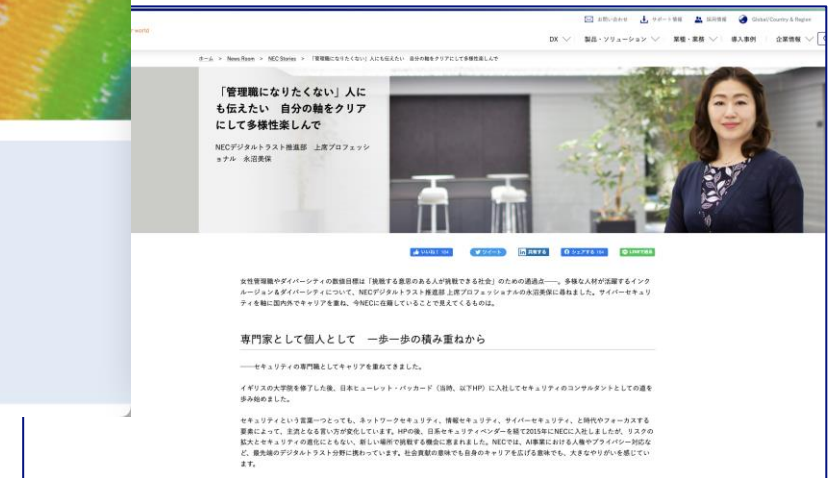 world
お問い合わせ サポート情報 採用情報 Global/Country & Region
DX 製品・ソリューション 業種・業務 導入事例 企業情報
ホーム > News Room > NEC Stories > 「管理職になりたくない」人にも伝えたい 自分の軸をクリアにして多様性楽しんで
「管理職になりたくない」人に
も伝えたい 自分の軸をクリア
にして多様性楽しんで
NECデジタルトラスト推進部 上席プロフェッシ
ョナル 永沼美保
いいね! 164 ツイート 共有する シェアする 164 LINEで送る
女性管理職やダイバーシティの数値目標は「挑戦する意思のある人が挑戦できる社会」のための通過点――。多様な人材が活躍するインク
ルージョン&ダイバーシティについて、NECデジタルトラスト推進部 上席プロフェッショナルの永沼美保に尋ねました。サイバーセキュリ
ティを軸に国内外でキャリアを重ね、今NECに在籍していることで見えてくるものは。
専門家として個人として 一歩一歩の積み重ねから
――セキュリティの専門職としてキャリアを重ねてきました。
イギリスの大学院を修了した後、日本ヒューレット・パッカード（当時、以下HP）に入社してセキュリティのコンサルタントとしての道を
歩み始めました。
セキュリティという言葉一つとっても、ネットワークセキュリティ、情報セキュリティ、サイバーセキュリティ、と時代やフォーカスする
要素によって、主流となる言い方が変化しています。HPの後、日系セキュリティベンダーを経て2015年にNECに入社しましたが、リスクの
拡大とセキュリティの進化にともない、新しい場所で挑戦する機会に恵まれました。NECでは、AI事業における人権やプライバシー対応な
ど、最先端のデジタルトラスト分野に携わっています。社会貢献の意味でも自身のキャリアを広げる意味でも、大きなやりがいを感じてい
ます。